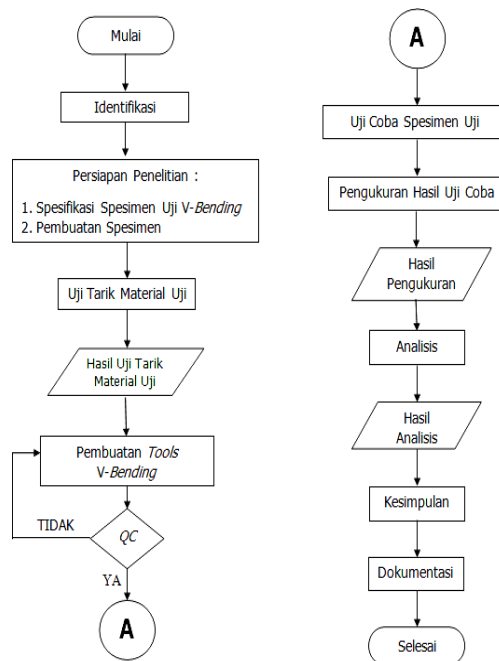 Mulai
Identifikasi
Persiapan Penelitian :
1. Spesifikasi Spesimen Uji V-Bending
2. Pembuatan Spesimen
Uji Tarik Material Uji
Hasil Uji Tarik
Material Uji
Pembuatan Tools
V-Bending
TIDAK
QC
YA
A
A
Uji Coba Spesimen Uji
Pengukuran Hasil Uji Coba
Hasil
Pengukuran
Analisis
Hasil
Analisis
Kesimpulan
Dokumentasi
Selesai